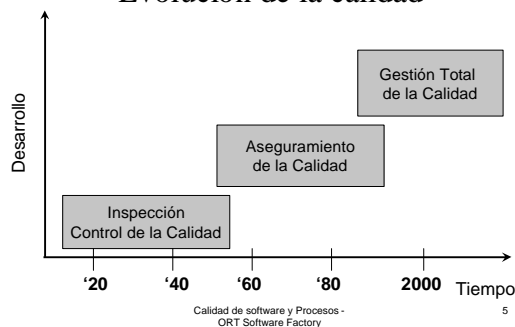 Evolución de la calidad
Desarrollo
Gestión Total
de la Calidad
Aseguramiento
de la Calidad
Inspección
Control de la Calidad
‘20 ‘40 ‘60 ‘80 2000 Tiempo
Calidad de software y Procesos -
ORT Software Factory
5